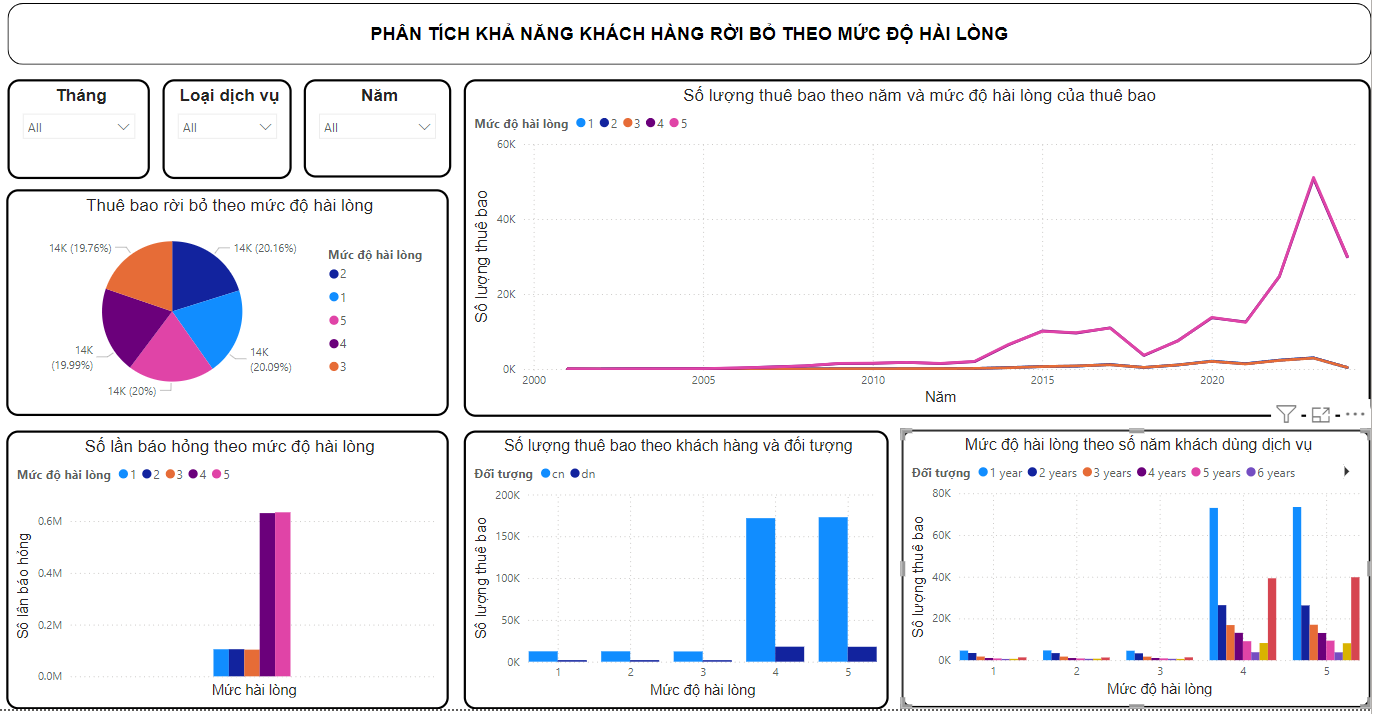 PHÂN TÍCH KHẢ NĂNG KHÁCH HÀNG RỜI BỎ THEO MỨC ĐỘ HÀI LÒNG
Tháng
All
Loại dịch vụ
All
Năm
All
Số lượng thuê bao theo năm và mức độ hài lòng của thuê bao
Mức độ hài lòng 1 2 3 4 5
Số lượng thuê bao
60K
40K
20K
0K
2000 2005 2010 2015 2020
Năm
Thuê bao rời bỏ theo mức độ hài lòng
14K (19.76%)
14K (20.16%)
14K
(20.09%)
14K (20%)
14K
(19.99%)
Mức độ hài lòng
2
1
5
4
3
Số lần báo hỏng theo mức độ hài lòng
Mức độ hài lòng 1 2 3 4 5
Số lần báo hỏng
0.6M
0.4M
0.2M
0.0M
Mức hài lòng
Số lượng thuê bao theo khách hàng và đối tượng
Đối tượng cn dn
Số lượng thuê bao
200K
150K
100K
50K
0K
1 2 3 4 5
Mức độ hài lòng
Mức độ hài lòng theo số năm khách dùng dịch vụ
Đối tượng 1 year 2 years 3 years 4 years 5 years 6 years
Số lượng thuê bao
80K
60K
40K
20K
0K
1 2 3 4 5
Mức độ hài lòng